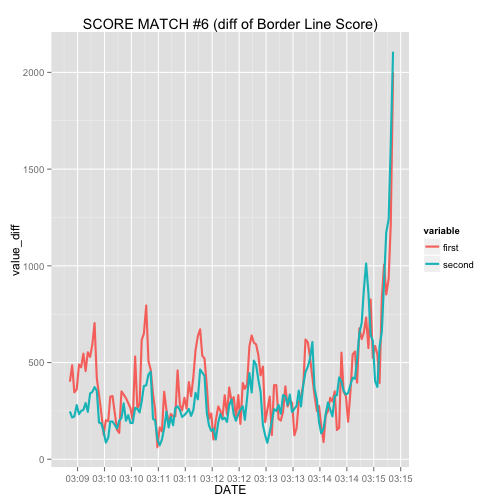 SCORE MATCH #6 (diff of Border Line Score)
2000
1500
1000
500
0
value_diff
03:09 03:10 03:10 03:11 03:11 03:12 03:12 03:13 03:13 03:14 03:14 03:15 03:15
DATE
variable
first
second